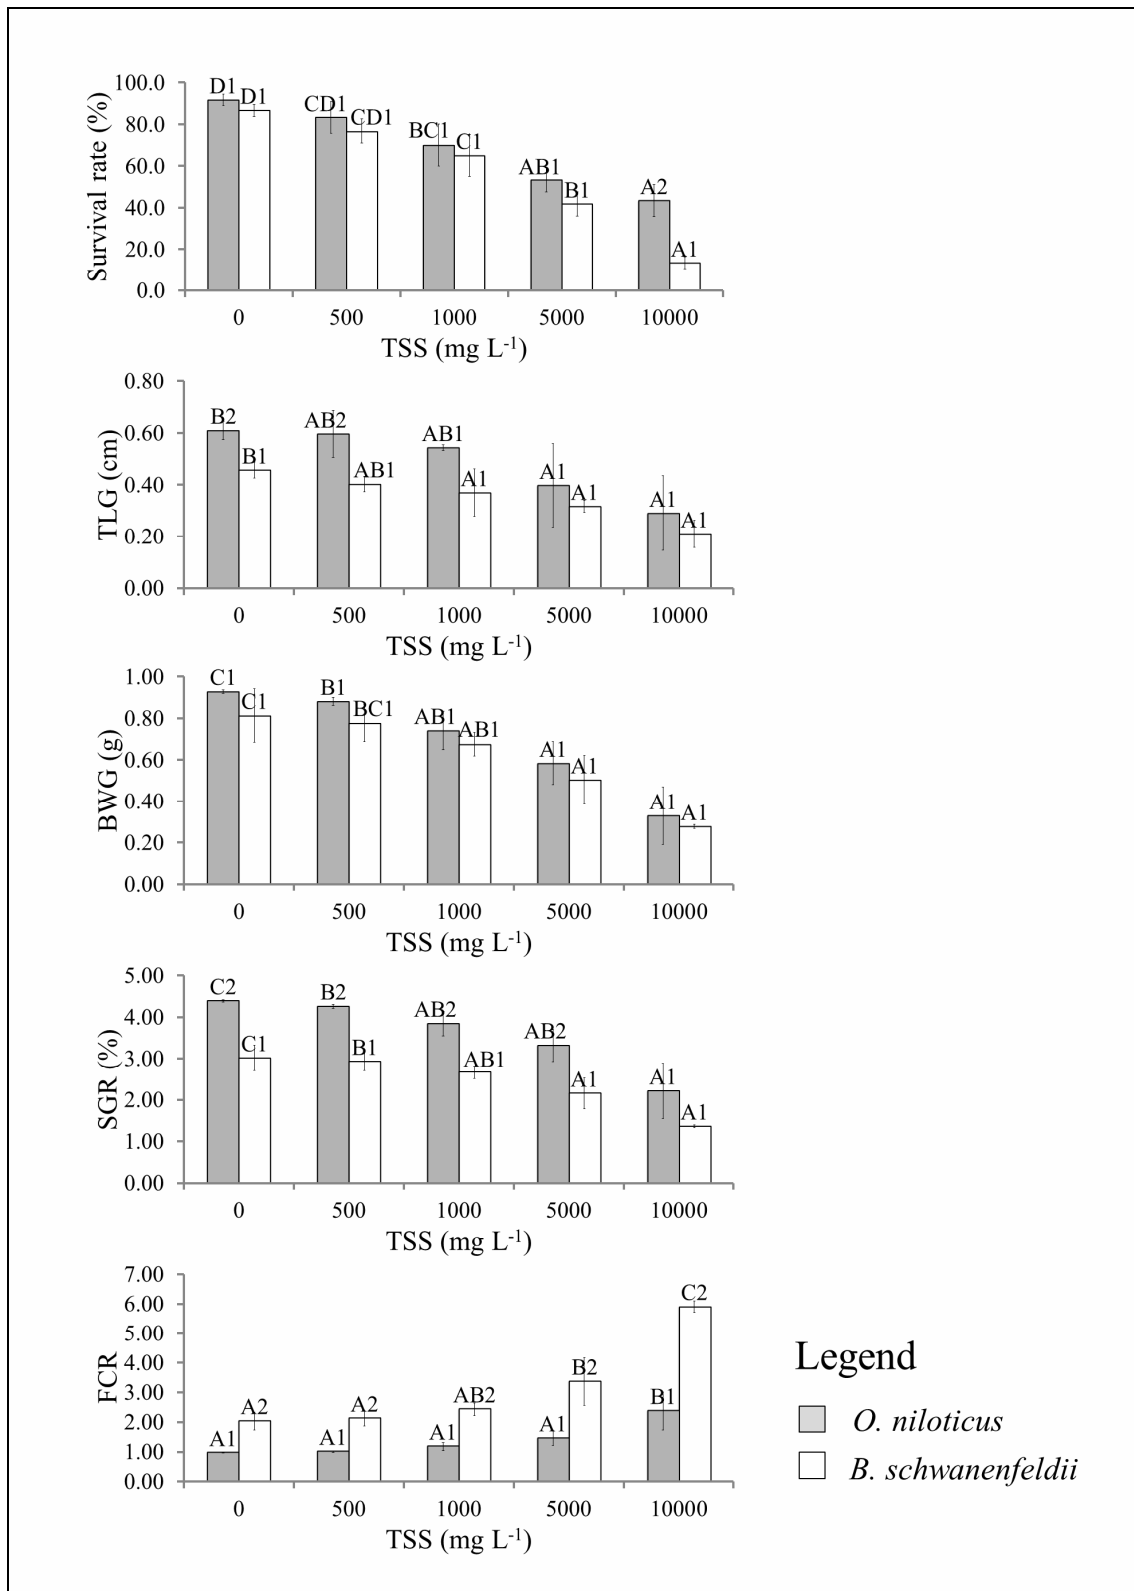 100.0
80.0
60.0
40.0
20.0
0.0
Survival rate (%)
D1 D1 CD1 CD1 BC1 C1 AB1 B1 A2 A1
0 500 1000 5000 10000
TSS (mg L-1)
0.80
0.60
0.40
0.20
0.00
TLG (cm)
B2 B1 AB2 AB1 AB1 A1 A1 A1 A1 A1
0 500 1000 5000 10000
TSS (mg L-1)
1.00
0.80
0.60
0.40
0.20
0.00
BWG (g)
C1 C1 B1 BC1 AB1 AB1 A1 A1 A1 A1
0 500 1000 5000 10000
TSS (mg L-1)
5.00
4.00
3.00
2.00
1.00
0.00
SGR (%)
C2 C1 B2 B1 AB2 AB1 AB2 A1 A1 A1
0 500 1000 5000 10000
TSS (mg L-1)
7.00
6.00
5.00
4.00
3.00
2.00
1.00
0.00
FCR
A1 A2 A1 A2 A1 AB2 A1 B2 B1 C2
0 500 1000 5000 10000
TSS (mg L-1)
Legend
O. niloticus
B. schwanenfeldii